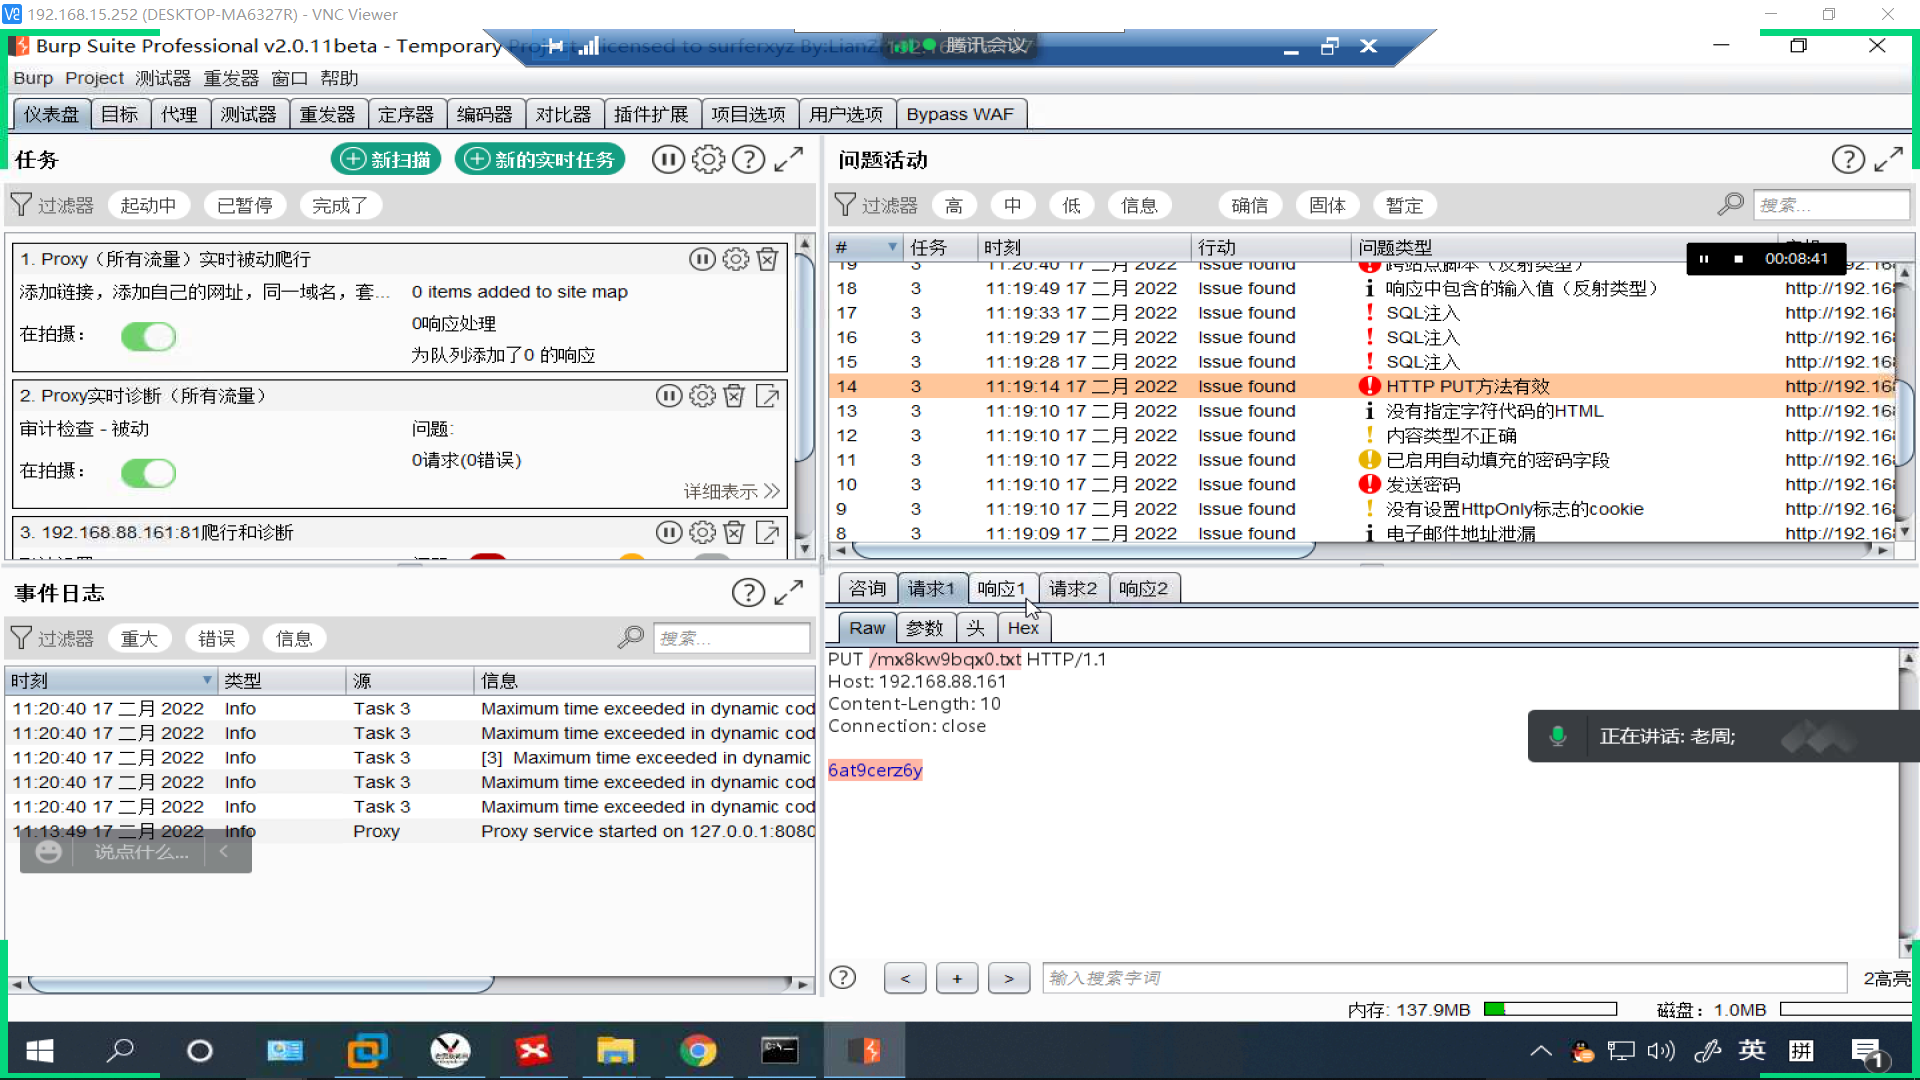 192.168.15.252 (DESKTOP-MA6327R) - VNC Viewer
Burp Suite Professional v2.0.11beta - Temporary Project - licensed to surferxyz By:LianZ
腾讯会议
Burp Project 测试器 重发器 窗口 帮助
仪表盘 目标 代理 测试器 重发器 定序器 编码器 对比器 插件扩展 项目选项 用户选项 Bypass WAF
任务 新扫描 新的实时任务
过滤器 起动中 已暂停 完成了
1. Proxy（所有流量）实时被动爬行
添加链接，添加自己的网址，同一域名，套... 0 items added to site map
0响应处理
在拍摄：
为队列添加了0 的响应
2. Proxy实时诊断（所有流量）
审计检查 - 被动 问题:
0请求(0错误)
在拍摄：
详细表示
3. 192.168.88.161:81爬行和诊断
问题活动
过滤器 高 中 低 信息 确信 固体 暂定 搜索...
# 任务 时刻 行动 问题类型
00:08:41
19 3 11:20:40 17 二月 2022 Issue found 跨站点脚本（反射类型）
18 3 11:19:49 17 二月 2022 Issue found 响应中包含的输入值（反射类型） http://192.16
17 3 11:19:33 17 二月 2022 Issue found SQL注入 http://192.16
16 3 11:19:29 17 二月 2022 Issue found SQL注入 http://192.16
15 3 11:19:28 17 二月 2022 Issue found SQL注入 http://192.16
14 3 11:19:14 17 二月 2022 Issue found HTTP PUT方法有效 http://192.16
13 3 11:19:10 17 二月 2022 Issue found 没有指定字符代码的HTML http://192.16
12 3 11:19:10 17 二月 2022 Issue found 内容类型不正确 http://192.16
11 3 11:19:10 17 二月 2022 Issue found 已启用自动填充的密码字段 http://192.16
10 3 11:19:10 17 二月 2022 Issue found 发送密码 http://192.16
9 3 11:19:10 17 二月 2022 Issue found 没有设置HttpOnly标志的cookie http://192.16
8 3 11:19:09 17 二月 2022 Issue found 电子邮件地址泄漏 http://192.16
事件日志
过滤器 重大 错误 信息 搜索...
时刻 类型 源 信息
11:20:40 17 二月 2022 Info Task 3 Maximum time exceeded in dynamic cod
11:20:40 17 二月 2022 Info Task 3 Maximum time exceeded in dynamic cod
11:20:40 17 二月 2022 Info Task 3 [3] Maximum time exceeded in dynamic
11:20:40 17 二月 2022 Info Task 3 Maximum time exceeded in dynamic cod
11:20:40 17 二月 2022 Info Task 3 Maximum time exceeded in dynamic cod
11:13:49 17 二月 2022 Info Proxy Proxy service started on 127.0.0.1:8080
说点什么...
咨询 请求1 响应1 请求2 响应2
Raw 参数 头 Hex
PUT /mx8kw9bqx0.txt HTTP/1.1
Host: 192.168.88.161
Content-Length: 10
Connection: close
6at9cerz6y
正在讲话: 老周;
< + > 输入搜索字词 2高亮
内存: 137.9MB 磁盘：1.0MB
英 拼 1